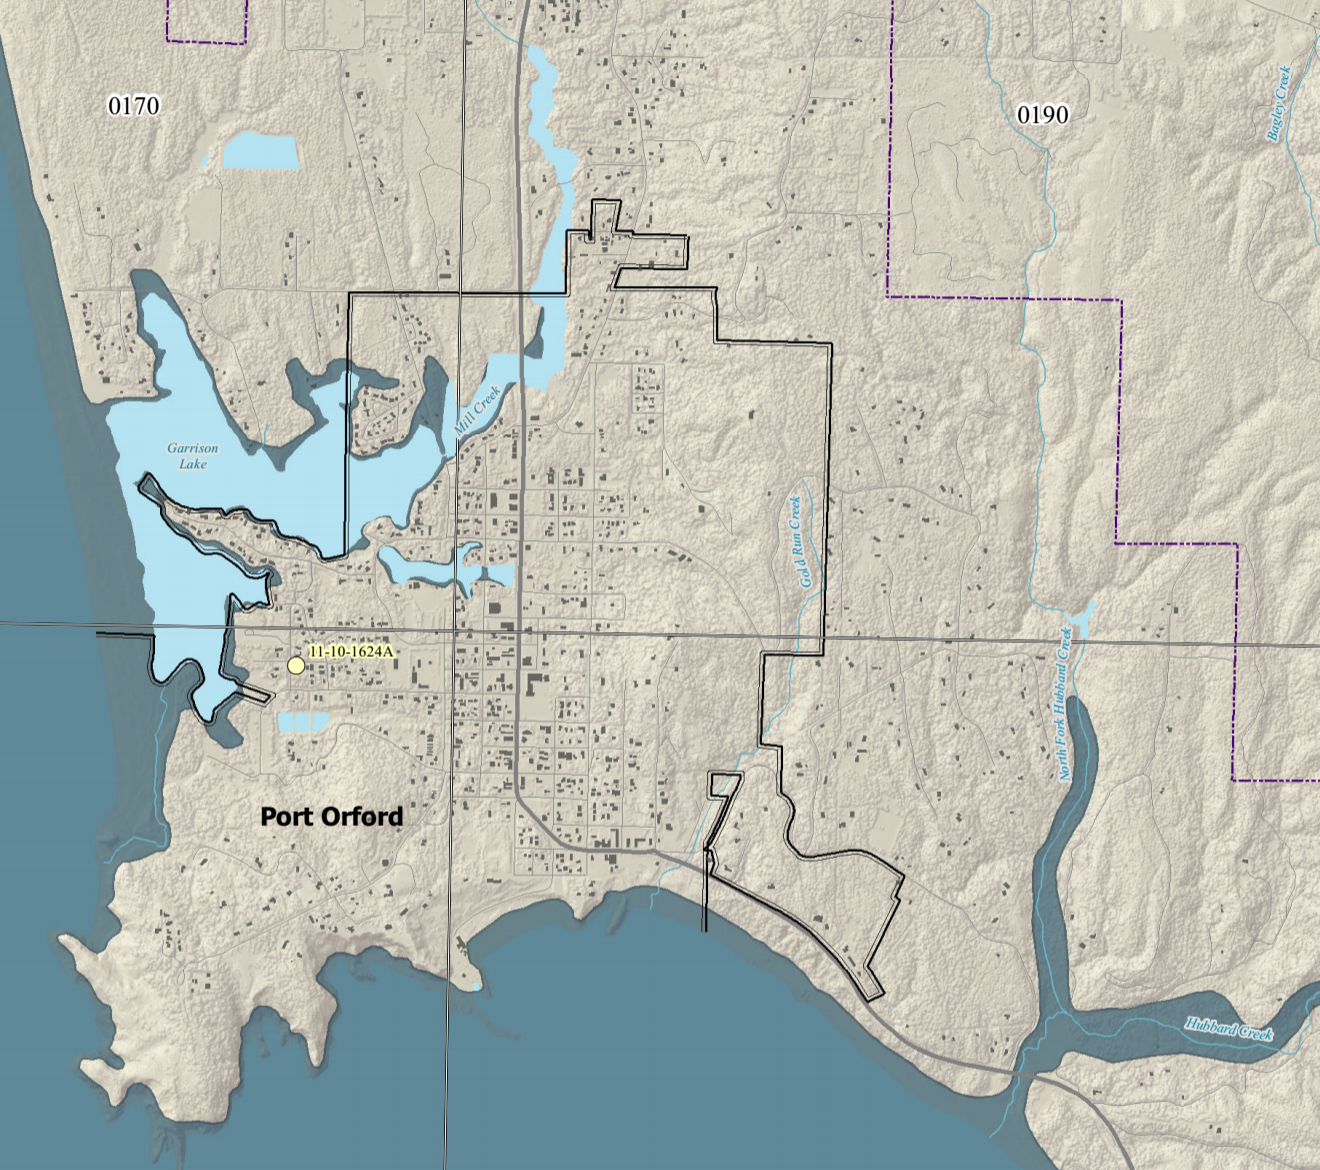 Bagley Creek
0170
0190
Mill Creek
Garrison
Lake
Gold Run Creek
11-10-1624A
North Fork Hubbard Creek
Port Orford
Hubbard Creek